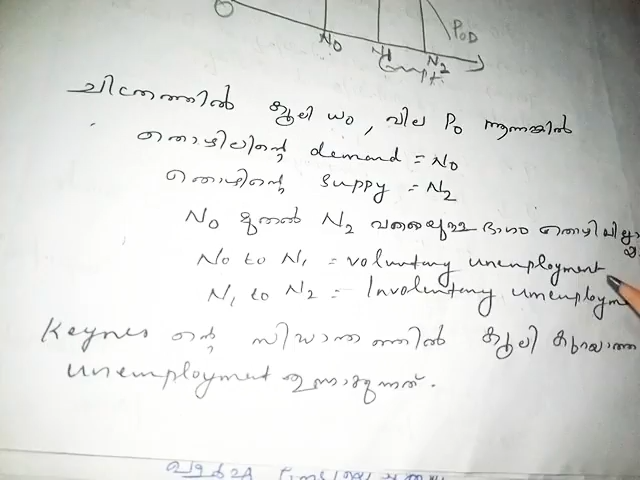 P₀D
N₀ N₁ N₂
ചിത്രത്തിൽ കൂലി W₀, വില P₀ ആണെങ്കിൽ
തൊഴിലിന്റെ demand = N₀
തൊഴിന്റെ suppy = N₂
N₀ മുതൽ N₂ വരെയുള്ള ഭാഗം
N₀ to N₁ = voluntary unemployment
N₁ to N₂ = Involuntary unemploym
Keynes ന്റെ സിദ്ധാന്തത്തിൽ കൂലി കുറയാത്ത
unemployment ഉണ്ടാകുന്നത്.